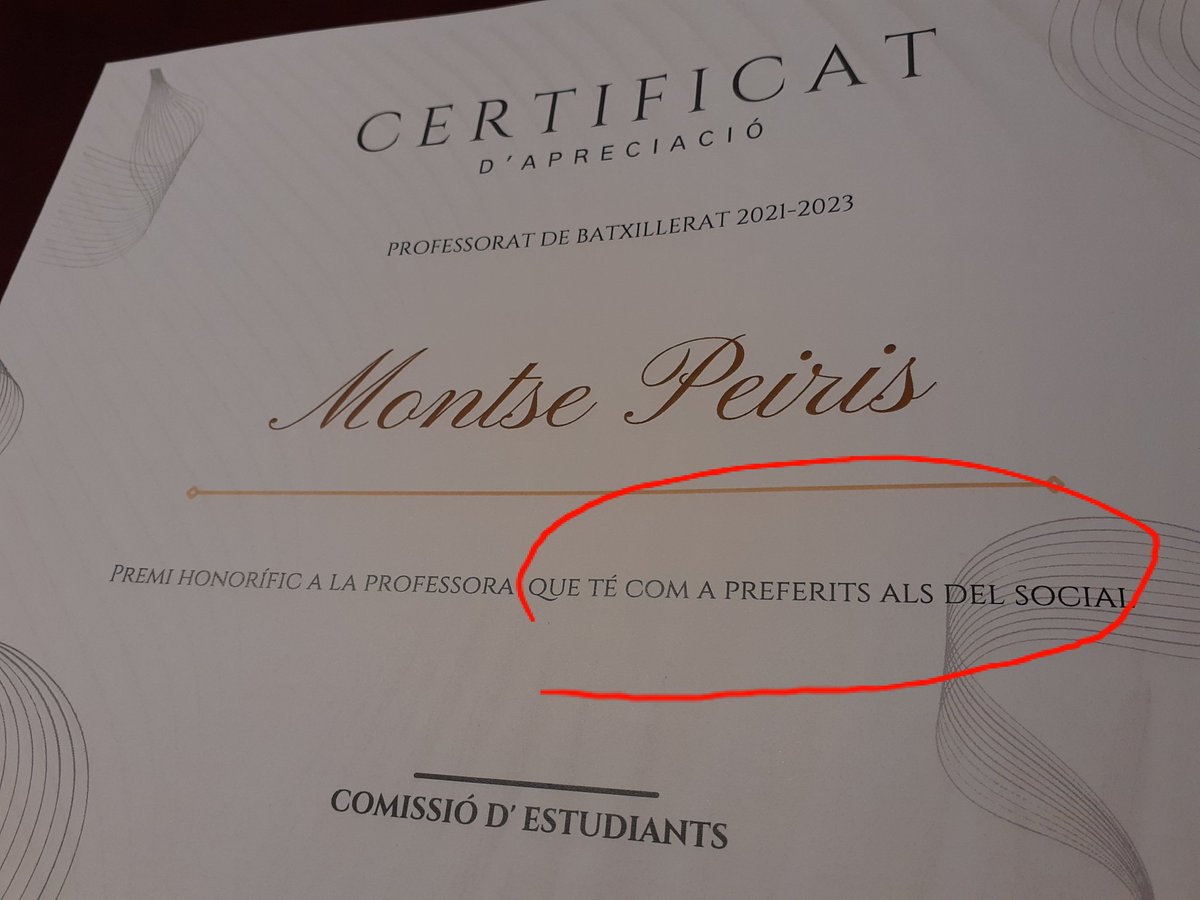 CERTIFICAT
D'APRECIACIÓ
PROFESSORAT DE BATXILLERAT 2021-2023
Montse Peiris
PREMI HONORÍFIC A LA PROFESSORA QUE TÉ COM A PREFERITS ALS DEL SOCIAL
COMISSIÓ D' ESTUDIANTS